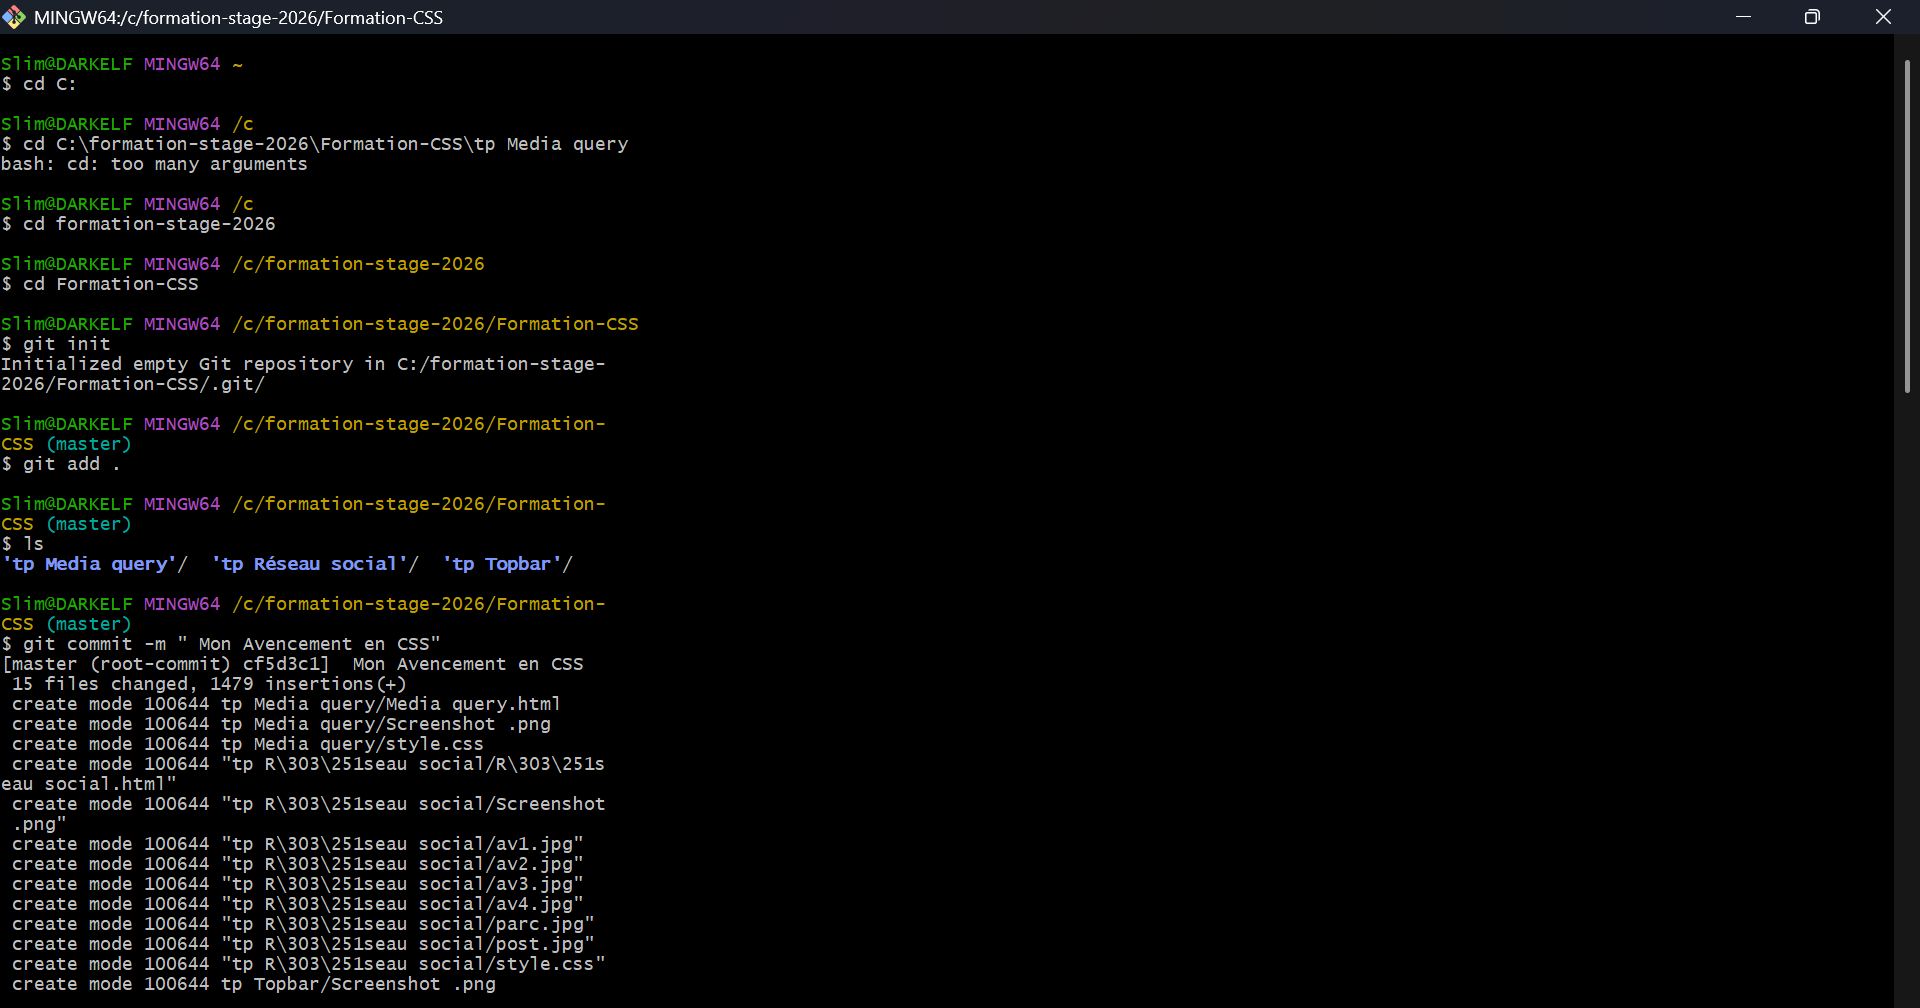 MINGW64:/c/formation-stage-2026/Formation-CSS
Slim@DARKELF MINGW64 ~
$ cd C:
Slim@DARKELF MINGW64 /c
$ cd C:\formation-stage-2026\Formation-CSS\tp Media query
bash: cd: too many arguments
Slim@DARKELF MINGW64 /c
$ cd formation-stage-2026
Slim@DARKELF MINGW64 /c/formation-stage-2026
$ cd Formation-CSS
Slim@DARKELF MINGW64 /c/formation-stage-2026/Formation-CSS
$ git init
Initialized empty Git repository in C:/formation-stage-
2026/Formation-CSS/.git/
Slim@DARKELF MINGW64 /c/formation-stage-2026/Formation-
CSS (master)
$ git add .
Slim@DARKELF MINGW64 /c/formation-stage-2026/Formation-
CSS (master)
$ ls
'tp Media query'/  'tp Réseau social'/  'tp Topbar'/
Slim@DARKELF MINGW64 /c/formation-stage-2026/Formation-
CSS (master)
$ git commit -m " Mon Avencement en CSS"
[master (root-commit) cf5d3c1]  Mon Avencement en CSS
 15 files changed, 1479 insertions(+)
 create mode 100644 tp Media query/Media query.html
 create mode 100644 tp Media query/Screenshot .png
 create mode 100644 tp Media query/style.css
 create mode 100644 "tp R\303\251seau social/R\303\251s
eau social.html"
 create mode 100644 "tp R\303\251seau social/Screenshot
 .png"
 create mode 100644 "tp R\303\251seau social/av1.jpg"
 create mode 100644 "tp R\303\251seau social/av2.jpg"
 create mode 100644 "tp R\303\251seau social/av3.jpg"
 create mode 100644 "tp R\303\251seau social/av4.jpg"
 create mode 100644 "tp R\303\251seau social/parc.jpg"
 create mode 100644 "tp R\303\251seau social/post.jpg"
 create mode 100644 "tp R\303\251seau social/style.css"
 create mode 100644 tp Topbar/Screenshot .png